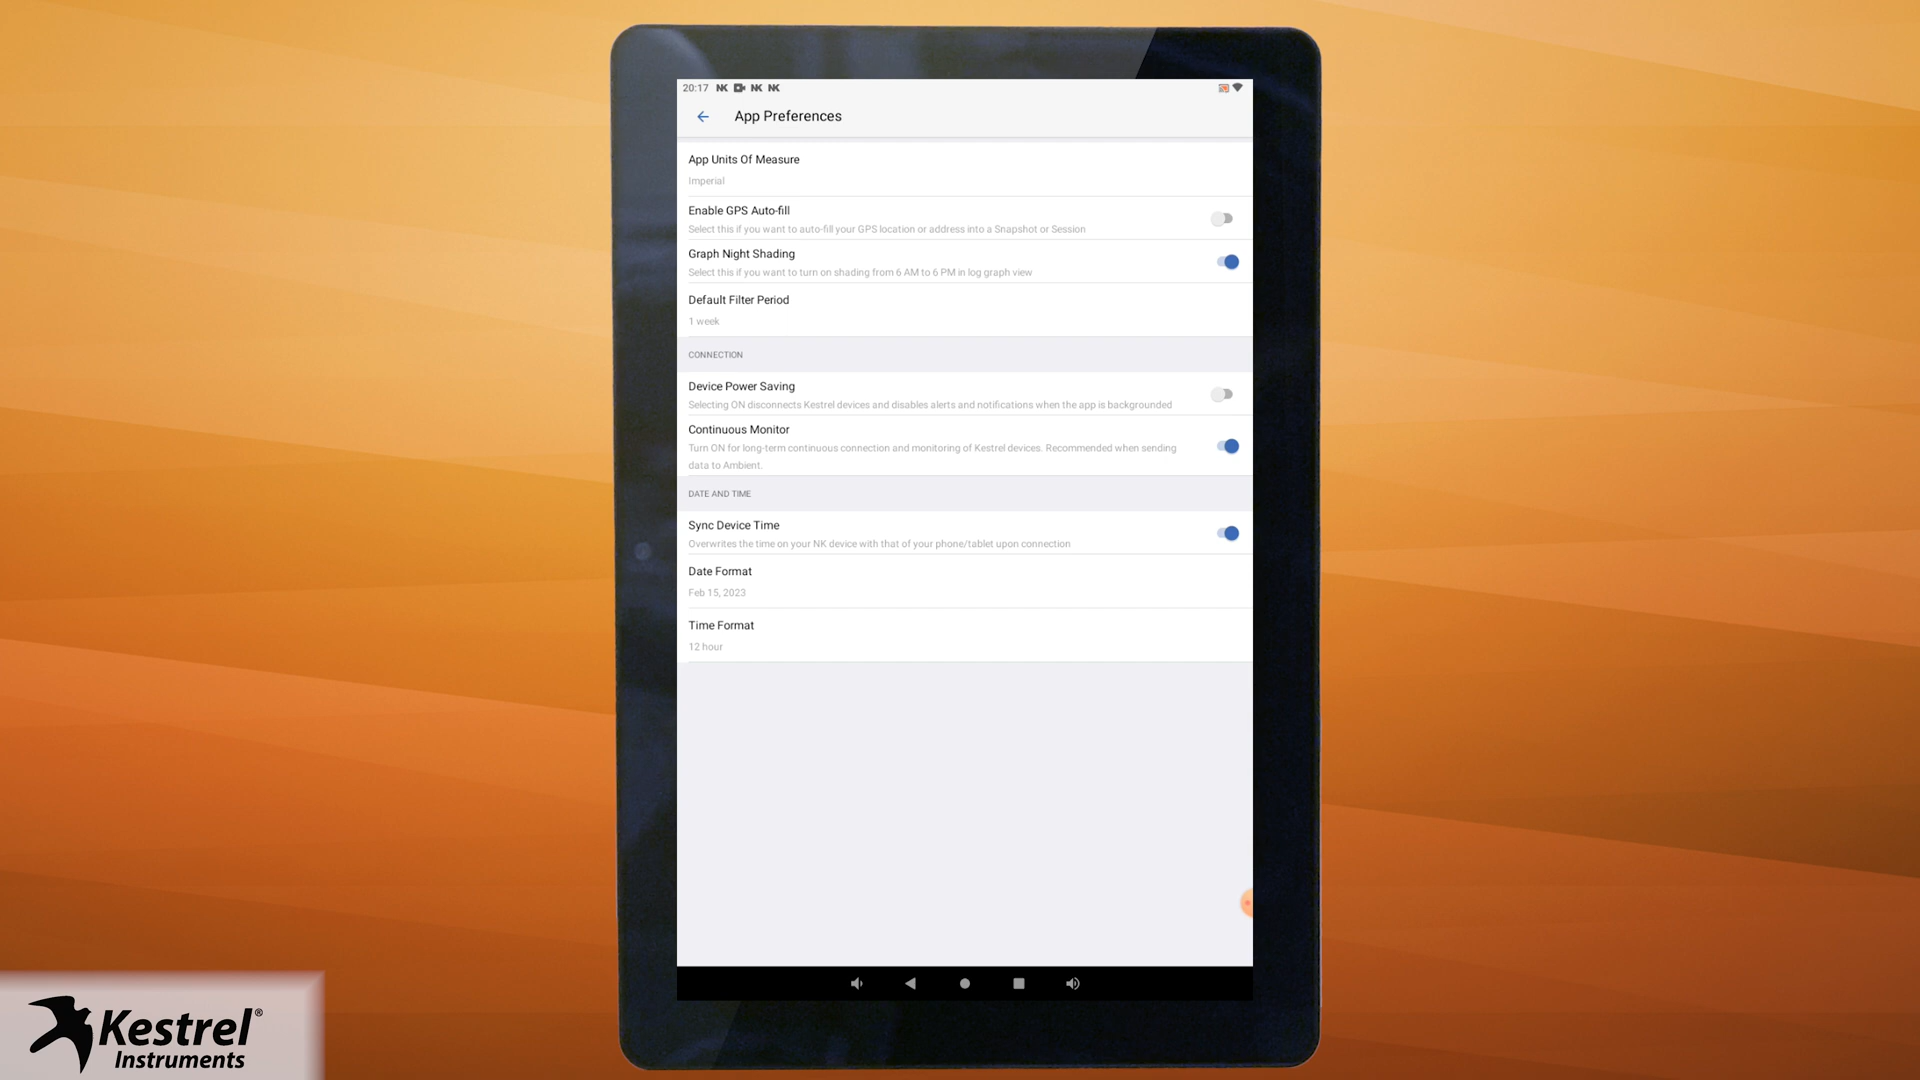 20:17 NK NK NK
App Preferences
App Units Of Measure
Imperial
Enable GPS Auto-fill
Select this if you want to auto-fill your GPS location or address into a Snapshot or Session
Graph Night Shading
Select this if you want to turn on shading from 6 AM to 6 PM in log graph view
Default Filter Period
1 week
CONNECTION
Device Power Saving
Selecting ON disconnects Kestrel devices and disables alerts and notifications when the app is backgrounded
Continuous Monitor
Turn ON for long-term continuous connection and monitoring of Kestrel devices. Recommended when sending
data to Ambient.
DATE AND TIME
Sync Device Time
Overwrites the time on your NK device with that of your phone/tablet upon connection
Date Format
Feb 15, 2023
Time Format
12 hour
Kestrel®
Instruments